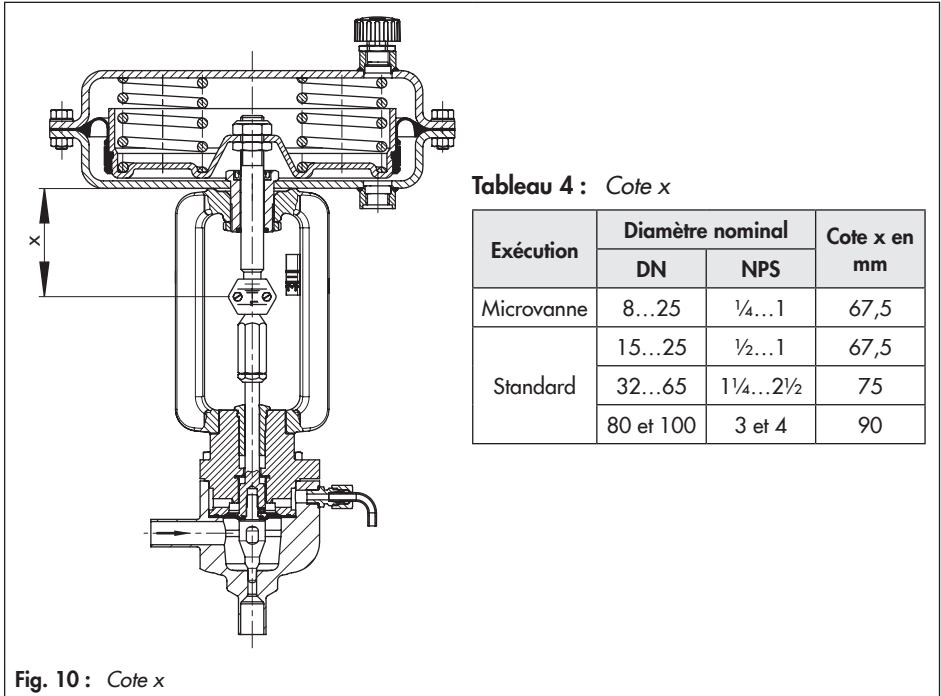 x
Tableau 4 : Cote x
Exécution Diamètre nominal Cote x en mm
DN NPS
Microvanne 8…25 ¼…1 67,5
Standard 15…25 ½…1 67,5
32…65 1¼…2½ 75
80 et 100 3 et 4 90
Fig. 10 : Cote x